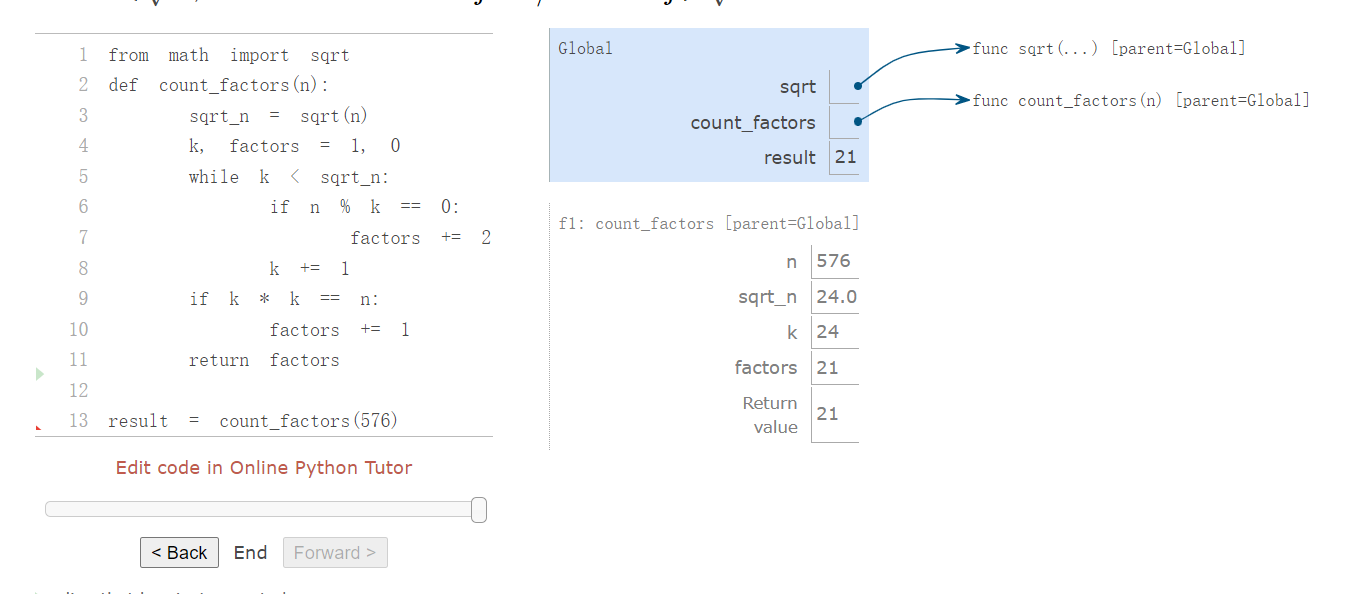 1 from math import sqrt
2 def count_factors(n):
3 sqrt_n = sqrt(n)
4 k, factors = 1, 0
5 while k < sqrt_n:
6 if n % k == 0:
7 factors += 2
8 k += 1
9 if k * k == n:
10 factors += 1
11 return factors
12
13 result = count_factors(576)
Edit code in Online Python Tutor
< Back End Forward >
Global
sqrt
count_factors
result 21
func sqrt(...) [parent=Global]
func count_factors(n) [parent=Global]
f1: count_factors [parent=Global]
n 576
sqrt_n 24.0
k 24
factors 21
Return
value 21